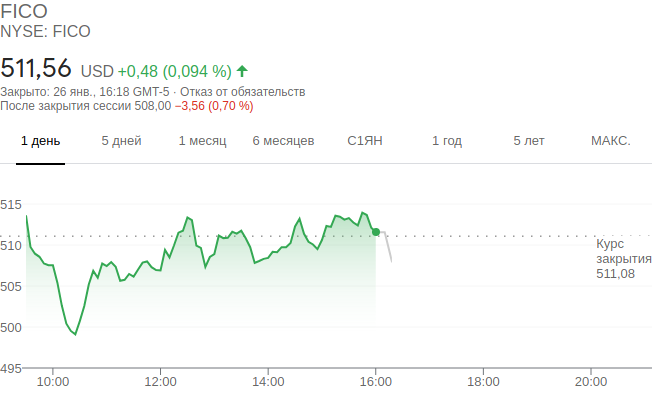 FICO
NYSE: FICO
511,56 USD +0,48 (0,094 %)
Закрыто: 26 янв., 16:18 GMT-5 · Отказ от обязательств
После закрытия сессии 508,00 −3,56 (0,70 %)
1 день 5 дней 1 месяц 6 месяцев С1ЯН 1 год 5 лет МАКС.
515
510
505
500
495
Курс
закрытия
511,08
10:00 12:00 14:00 16:00 18:00 20:00